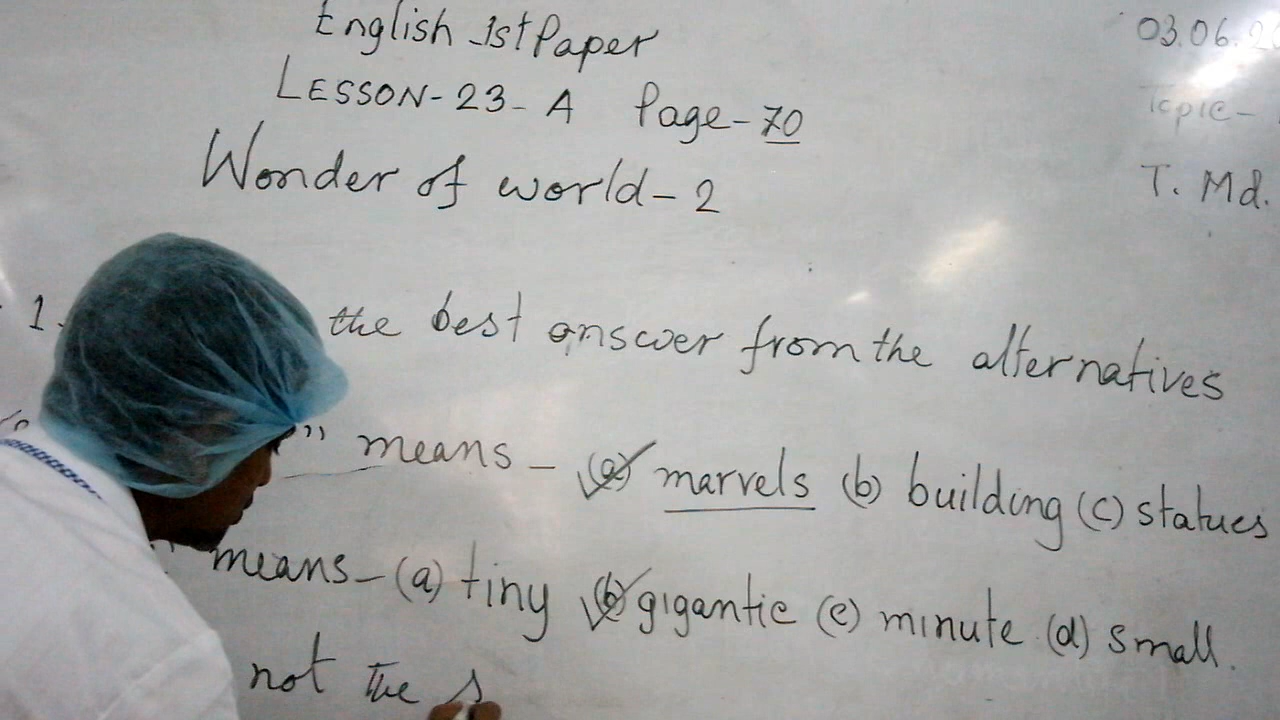 English 1st Paper
03.06.2
LESSON-23-A Page-70
Topic-
Wonder of world-2
T. Md.
1. the best answer from the alternatives
" means- (a) marvels (b) building (c) statues
" means- (a) tiny (b) gigantic (c) minute (d) small.
not the s